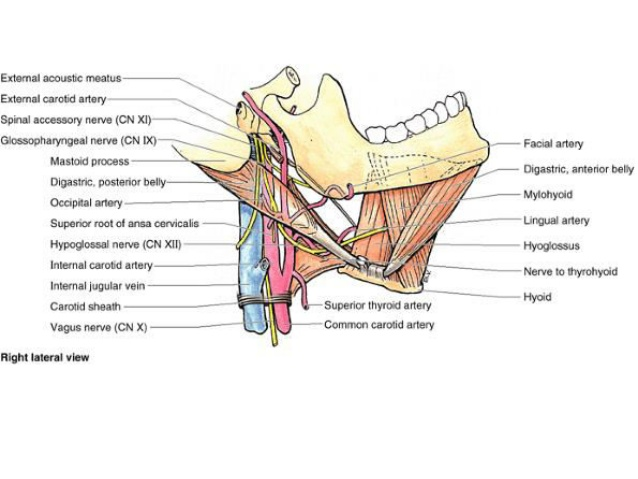 External acoustic meatus
External carotid artery
Spinal accessory nerve (CN XI)
Glossopharyngeal nerve (CN IX)
Mastoid process
Digastric, posterior belly
Occipital artery
Superior root of ansa cervicalis
Hypoglossal nerve (CN XII)
Internal carotid artery
Internal jugular vein
Carotid sheath
Vagus nerve (CN X)
Facial artery
Digastric, anterior belly
Mylohyoid
Lingual artery
Hyoglossus
Nerve to thyrohyoid
Hyoid
Superior thyroid artery
Common carotid artery
Right lateral view